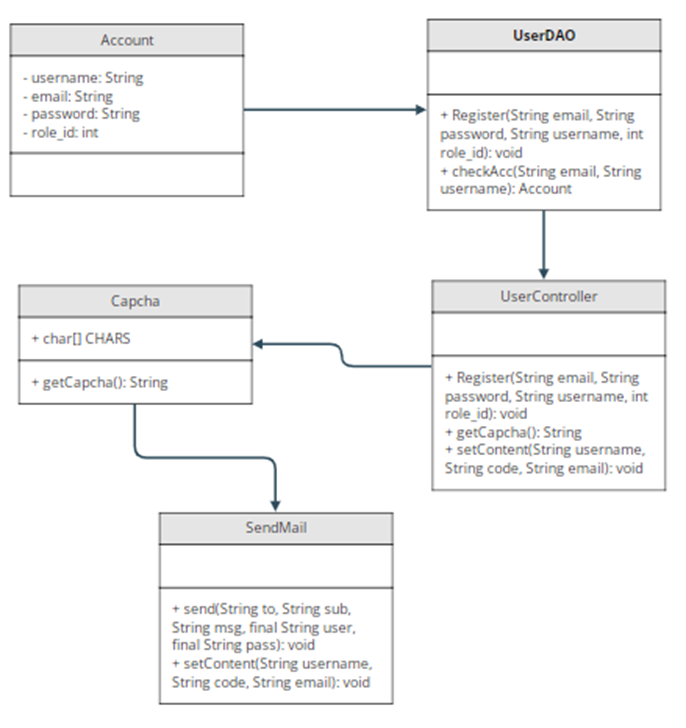 Account
- username: String
- email: String
- password: String
- role_id: int
UserDAO
+ Register(String email, String
password, String username, int
role_id): void
+ checkAcc(String email, String
username): Account
Capcha
+ char[] CHARS
+ getCapcha(): String
UserController
+ Register(String email, String
password, String username, int
role_id): void
+ getCapcha(): String
+ setContent(String username,
String code, String email): void
SendMail
+ send(String to, String sub,
String msg, final String user,
final String pass): void
+ setContent(String username,
String code, String email): void